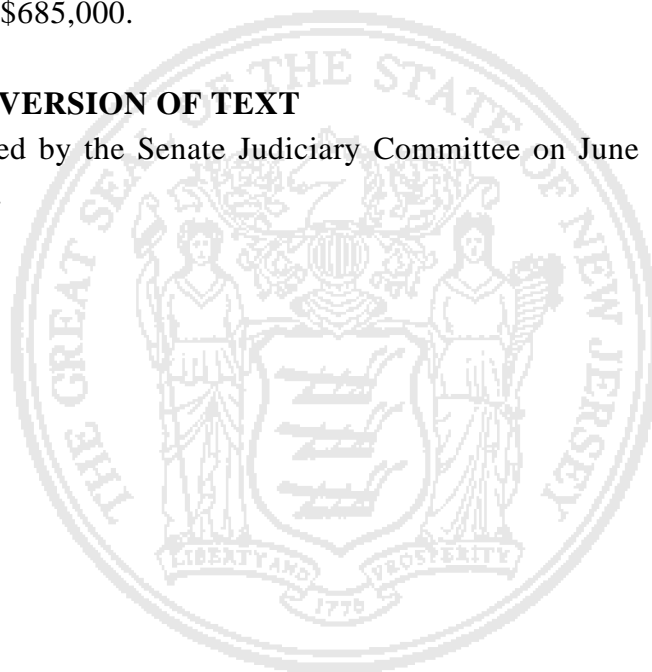 $685,000.
VERSION OF TEXT
ed by the Senate Judiciary Committee on June
THE GREAT SEAL OF THE STATE OF NEW JERSEY
LIBERTY AND PROSPERITY
1776